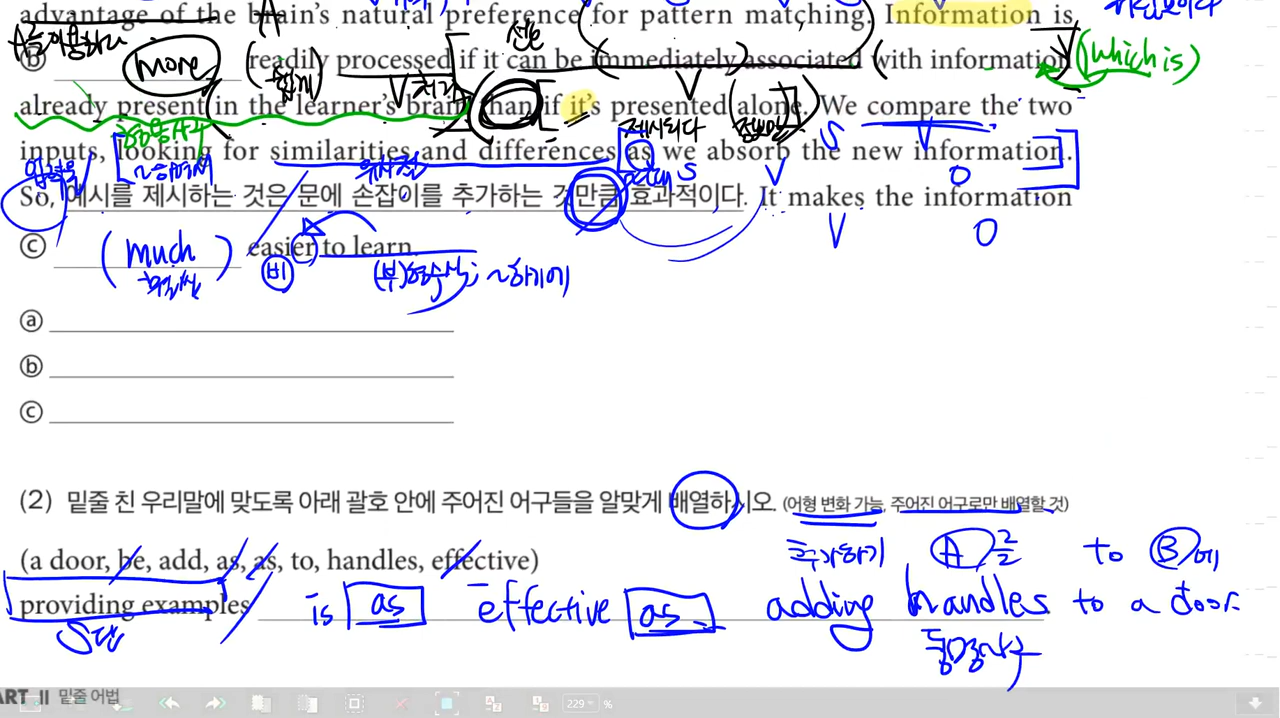 advantage of the brain's natural preference for pattern matching. Information is
ⓑ (more) readily processed if it can be immediately associated (with information (which is)
already present in the learner's brain than if it's presented alone. We compare the two
inputs, looking for similarities and differences as we absorb the new information.
So, 예시를 제시하는 것은 문에 손잡이를 추가하는 것만큼 효과적이다. It makes the information
ⓒ (much) easier to learn
ⓐ
ⓑ
ⓒ
(2) 밑줄 친 우리말에 맞도록 아래 괄호 안에 주어진 어구들을 알맞게 배열하시오. (어형 변화 가능, 주어진 어구로만 배열할 것)
(a door, be, add, as, as, to, handles, effective)
추가하기 A를 to B에
providing examples is as effective as adding handles to a door.
동명사구
ART II 밑줄 어법
229 %